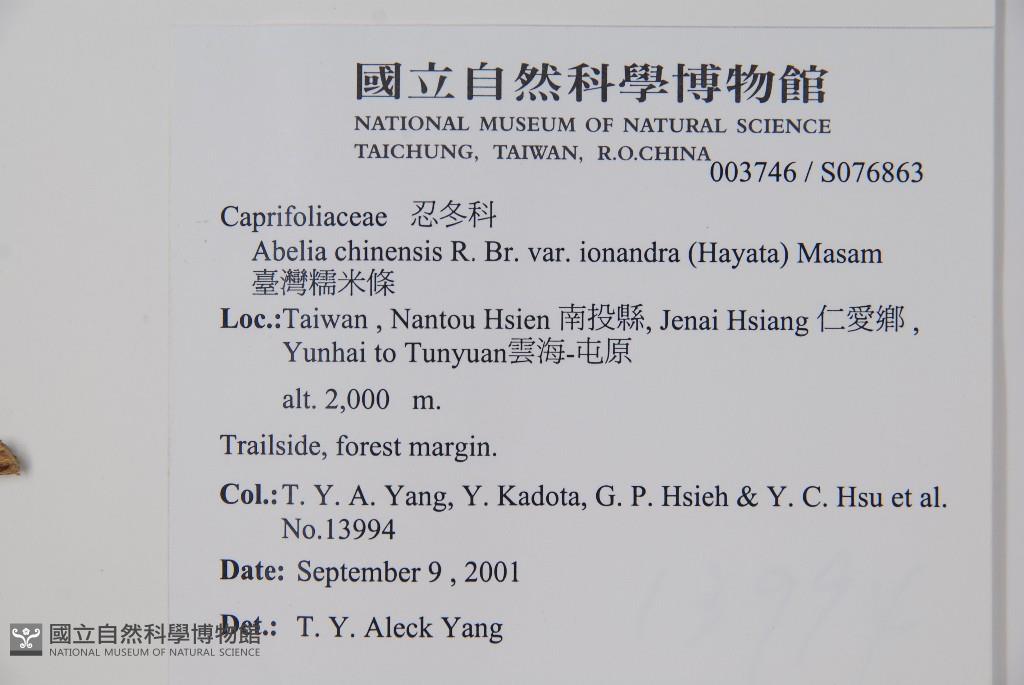 國立自然科學博物館
NATIONAL MUSEUM OF NATURAL SCIENCE
TAICHUNG, TAIWAN, R.O.CHINA
003746 / S076863
Caprifoliaceae 忍冬科
Abelia chinensis R. Br. var. ionandra (Hayata) Masam
臺灣糯米條
Loc.:Taiwan , Nantou Hsien 南投縣, Jenai Hsiang 仁愛鄉 ,
Yunhai to Tunyuan雲海-屯原
alt. 2,000 m.
Trailside, forest margin.
Col.: T. Y. A. Yang, Y. Kadota, G. P. Hsieh & Y. C. Hsu et al.
No.13994
Date: September 9 , 2001
Det.: T. Y. Aleck Yang
國立自然科學博物館
NATIONAL MUSEUM OF NATURAL SCIENCE